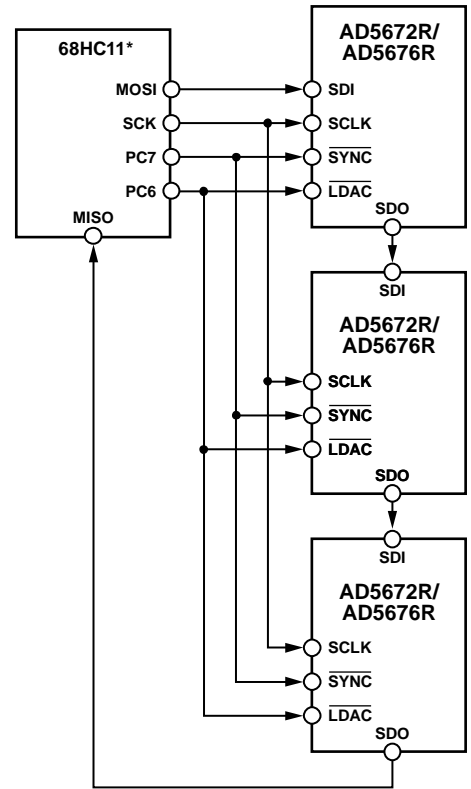 68HC11*
MOSI
SCK
PC7
PC6
MISO
AD5672R/
AD5676R
SDI
SCLK
SYNC
LDAC
SDO
SDI
AD5672R/
AD5676R
SCLK
SYNC
LDAC
SDO
SDI
AD5672R/
AD5676R
SCLK
SYNC
LDAC
SDO